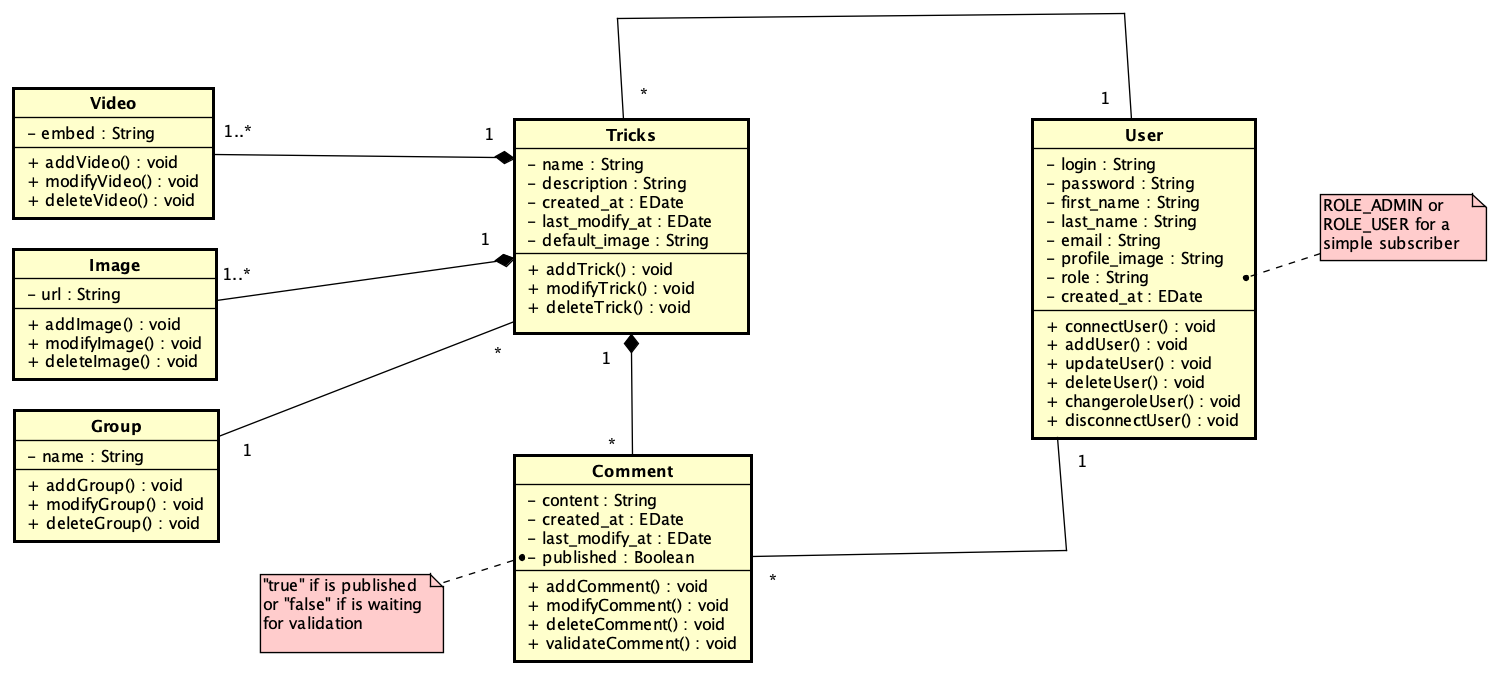 Video
– embed : String
+ addVideo() : void
+ modifyVideo() : void
+ deleteVideo() : void
1..*
1
Image
– url : String
+ addImage() : void
+ modifyImage() : void
+ deleteImage() : void
1..*
1
Group
– name : String
+ addGroup() : void
+ modifyGroup() : void
+ deleteGroup() : void
1
*
Tricks
– name : String
– description : String
– created_at : EDate
– last_modify_at : EDate
– default_image : String
+ addTrick() : void
+ modifyTrick() : void
+ deleteTrick() : void
*
1
1
*
Comment
– content : String
– created_at : EDate
– last_modify_at : EDate
– published : Boolean
+ addComment() : void
+ modifyComment() : void
+ deleteComment() : void
+ validateComment() : void
"true" if is published
or "false" if is waiting
for validation
*
1
User
– login : String
– password : String
– first_name : String
– last_name : String
– email : String
– profile_image : String
– role : String
– created_at : EDate
+ connectUser() : void
+ addUser() : void
+ updateUser() : void
+ deleteUser() : void
+ changeroleUser() : void
+ disconnectUser() : void
ROLE_ADMIN or
ROLE_USER for a
simple subscriber